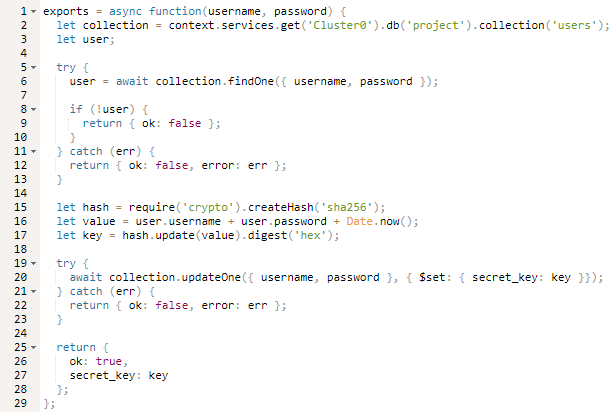 1 exports = async function(username, password) {
2   let collection = context.services.get('Cluster0').db('project').collection('users');
3   let user;
4
5   try {
6     user = await collection.findOne({ username, password });
7
8     if (!user) {
9       return { ok: false };
10     }
11   } catch (err) {
12     return { ok: false, error: err };
13   }
14
15   let hash = require('crypto').createHash('sha256');
16   let value = user.username + user.password + Date.now();
17   let key = hash.update(value).digest('hex');
18
19   try {
20     await collection.updateOne({ username, password }, { $set: { secret_key: key }});
21   } catch (err) {
22     return { ok: false, error: err };
23   }
24
25   return {
26     ok: true,
27     secret_key: key
28   };
29 };